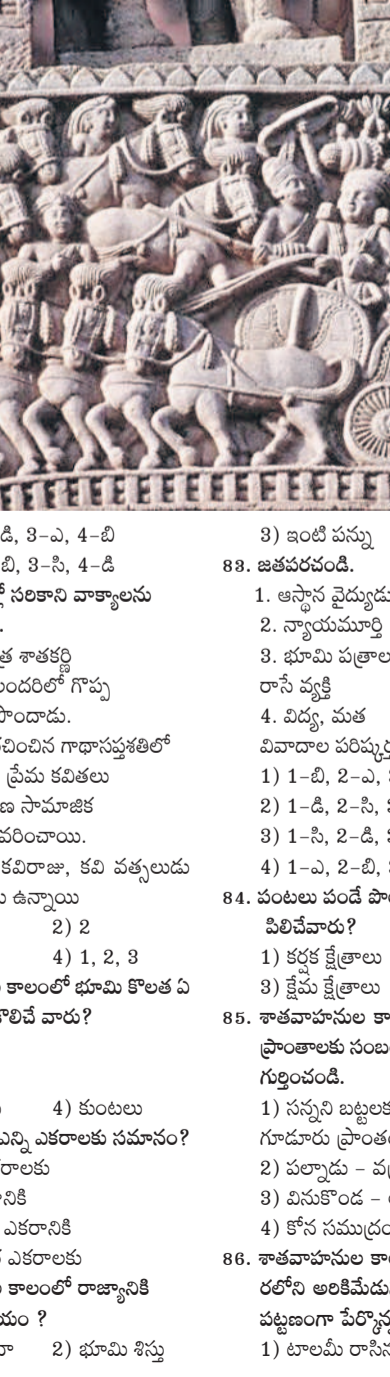 డి, 3-ఎ, 4-బి
బి, 3-సి, 4-డి
సరికాని వాక్యాలను
శాతకర్ణి
లందరిలో గొప్ప
పొందాడు.
గాథాసప్తశతిలో
ప్రేమ కవితలు
సామాజిక
వరించాయి.
కవిరాజు, కవి వత్సలుడు
ఉన్నాయి
2) 2
4) 1, 2, 3
కాలంలో భూమి కొలత ఏ
కొలిచే వారు?
4) కుంటలు
ఎన్ని ఎకరాలకు సమానం?
ఎకరానికి
ఎకరాలకు
కాలంలో రాజ్యానికి
2) భూమి శిస్తు
3) ఇంటి పన్ను
83. జతపరచండి.
1. ఆస్థాన వైద్యుడు
2. న్యాయమూర్తి
3. భూమి పత్రాల
రాసే వ్యక్తి
4. విద్య, మత
వివాదాల పరిష్కర్త
1) 1-బి, 2-ఎ,
2) 1-డి, 2-సి,
3) 1-సి, 2-డి,
4) 1-ఎ, 2-బి,
84. పంటలు పండే
పిలిచేవారు?
1) కర్షక క్షేత్రాలు
3) క్షేమ క్షేత్రాలు
85. శాతవాహనుల
ప్రాంతాలకు
గుర్తించండి.
1) సన్నని బట్టలకు
గూడూరు ప్రాంతం
2) పల్నాడు -
3) వినుకొండ -
4) కోన సముద్రం
86. శాతవాహనుల
రలోని అరికమేడు
పట్టణంగా
1) టాలమీ రాసిన